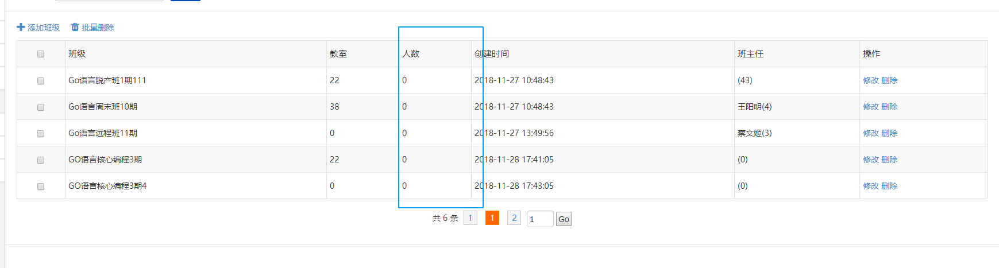 添加班级 批量删除
班级 教室 人数 创建时间 班主任 操作
Go语言脱产班1期111 22 0 2018-11-27 10:48:43 (43) 修改 删除
Go语言周末班10期 38 0 2018-11-27 10:48:43 王阳明(4) 修改 删除
Go语言远程班11期 0 0 2018-11-27 13:49:56 蔡文姬(3) 修改 删除
GO语言核心编程3期 22 0 2018-11-28 17:41:05 (0) 修改 删除
GO语言核心编程3期4 0 0 2018-11-28 17:43:05 (0) 修改 删除
共 6 条 1 1 2 1 Go